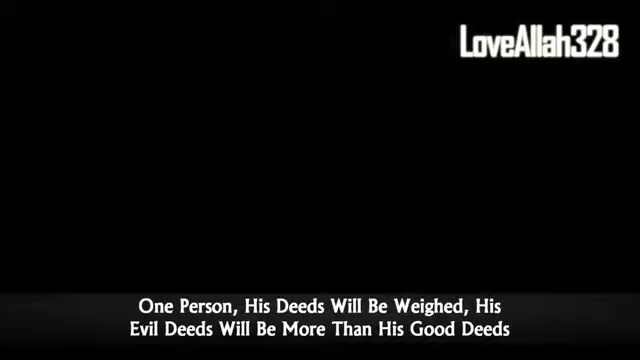 LoveAllah328
One Person, His Deeds Will Be Weighed, His
Evil Deeds Will Be More Than His Good Deeds